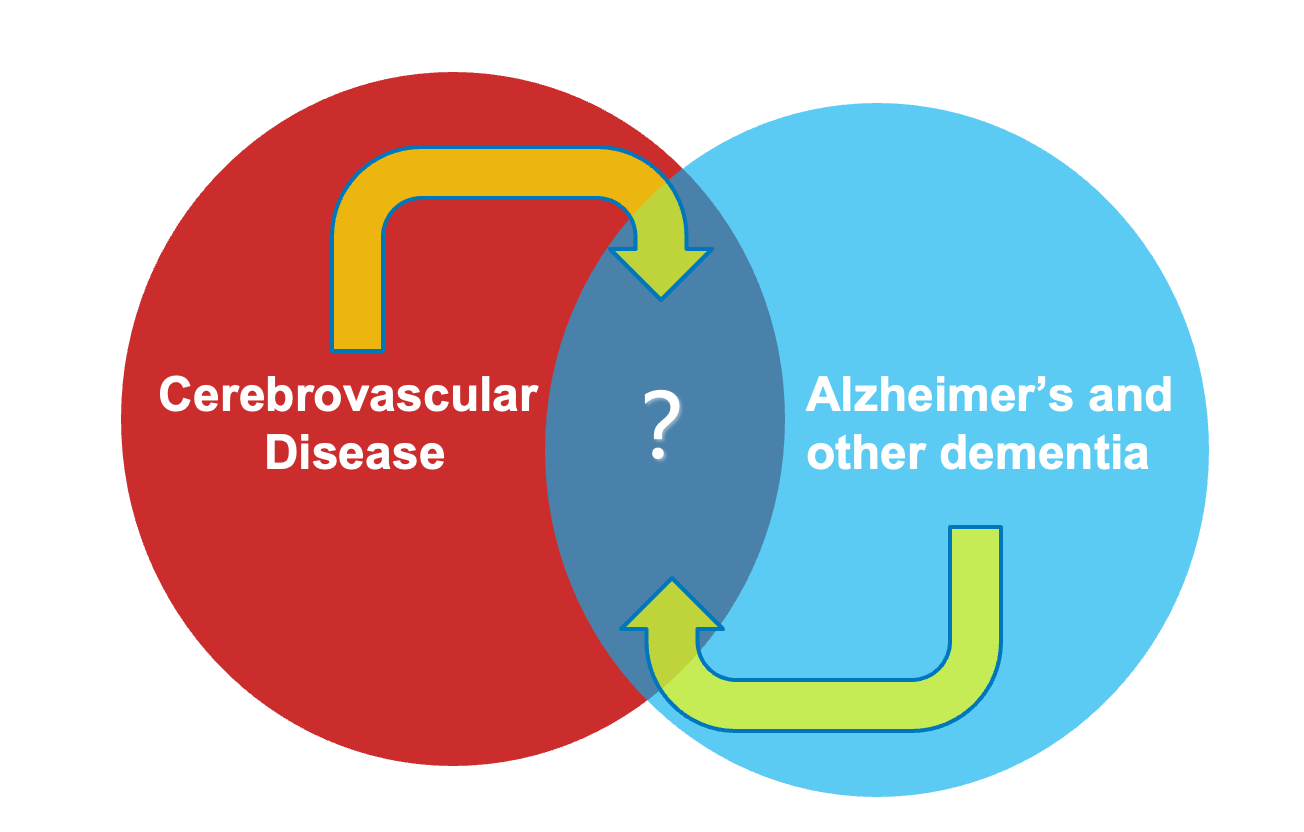 Cerebrovascular
Disease
?
Alzheimer’s and
other dementia